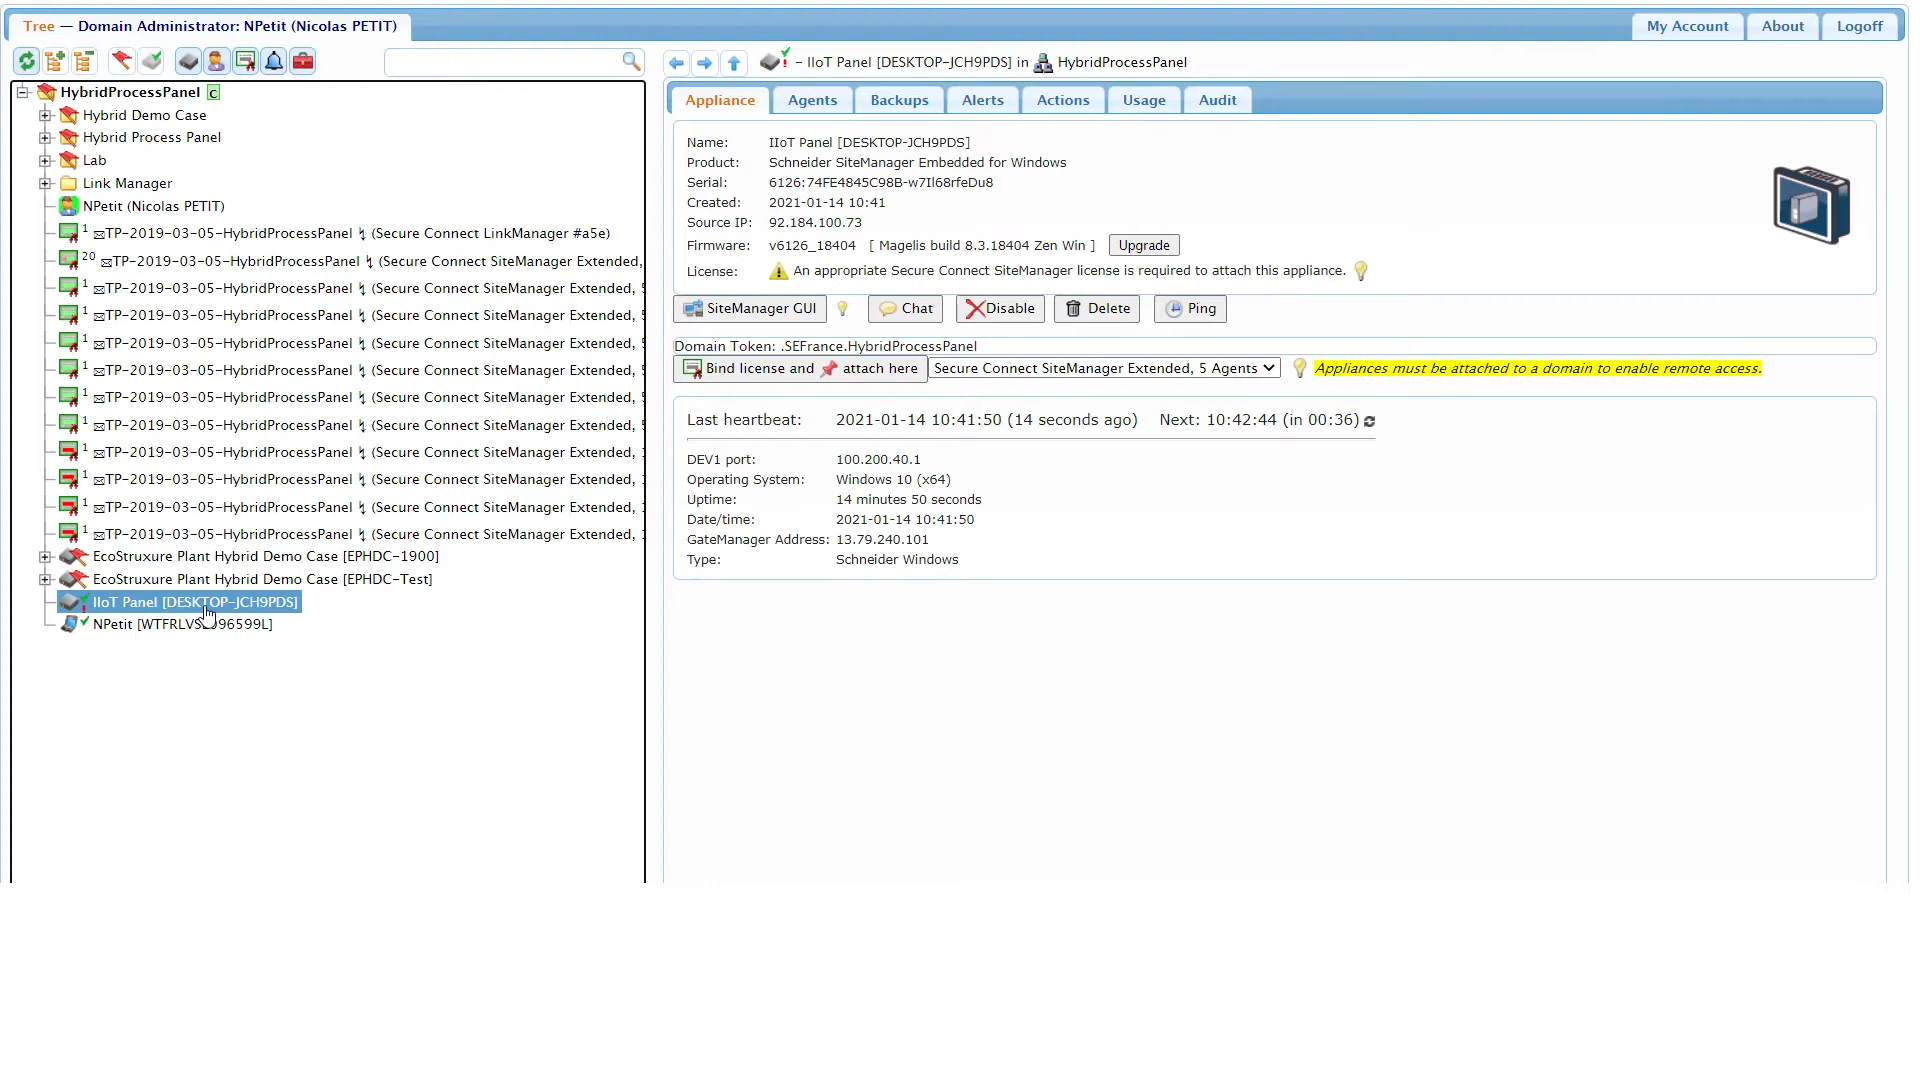 Tree — Domain Administrator: NPetit (Nicolas PETIT)
My Account
About
Logoff
– IIoT Panel [DESKTOP-JCH9PDS] in HybridProcessPanel
HybridProcessPanel C
Hybrid Demo Case
Hybrid Process Panel
Lab
Link Manager
NPetit (Nicolas PETIT)
1 TP-2019-03-05-HybridProcessPanel (Secure Connect LinkManager #a5e)
20 TP-2019-03-05-HybridProcessPanel (Secure Connect SiteManager Extended,
1 TP-2019-03-05-HybridProcessPanel (Secure Connect SiteManager Extended, 5
1 TP-2019-03-05-HybridProcessPanel (Secure Connect SiteManager Extended, 5
1 TP-2019-03-05-HybridProcessPanel (Secure Connect SiteManager Extended, 5
1 TP-2019-03-05-HybridProcessPanel (Secure Connect SiteManager Extended, 5
1 TP-2019-03-05-HybridProcessPanel (Secure Connect SiteManager Extended, 5
1 TP-2019-03-05-HybridProcessPanel (Secure Connect SiteManager Extended, 5
1 TP-2019-03-05-HybridProcessPanel (Secure Connect SiteManager Extended, 1
1 TP-2019-03-05-HybridProcessPanel (Secure Connect SiteManager Extended, 1
1 TP-2019-03-05-HybridProcessPanel (Secure Connect SiteManager Extended, 1
1 TP-2019-03-05-HybridProcessPanel (Secure Connect SiteManager Extended, 1
EcoStruxure Plant Hybrid Demo Case [EPHDC-1900]
EcoStruxure Plant Hybrid Demo Case [EPHDC-Test]
IIoT Panel [DESKTOP-JCH9PDS]
NPetit
Appliance
Agents
Backups
Alerts
Actions
Usage
Audit
Name: IIoT Panel [DESKTOP-JCH9PDS]
Product: Schneider SiteManager Embedded for Windows
Serial: 6126:74FE4845C98B-w7Il68rfeDu8
Created: 2021-01-14 10:41
Source IP: 92.184.100.73
Firmware: v6126_18404 [ Magelis build 8.3.18404 Zen Win ] Upgrade
License: An appropriate Secure Connect SiteManager license is required to attach this appliance.
SiteManager GUI
Chat
Disable
Delete
Ping
Domain Token: .SEFrance.HybridProcessPanel
Bind license and attach here
Secure Connect SiteManager Extended, 5 Agents
Appliances must be attached to a domain to enable remote access.
Last heartbeat: 2021-01-14 10:41:50 (14 seconds ago) Next: 10:42:44 (in 00:36)
DEV1 port: 100.200.40.1
Operating System: Windows 10 (x64)
Uptime: 14 minutes 50 seconds
Date/time: 2021-01-14 10:41:50
GateManager Address: 13.79.240.101
Type: Schneider Windows